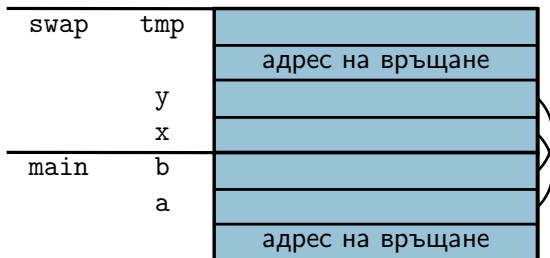 swap tmp
адрес на връщане
y
x
main b
a
адрес на връщане